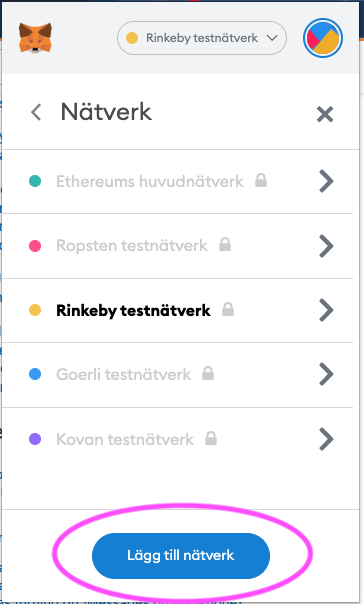 Rinkeby testnätverk
Nätverk
Ethereums huvudnätverk
Ropsten testnätverk
Rinkeby testnätverk
Goerli testnätverk
Kovan testnätverk
Lägg till nätverk